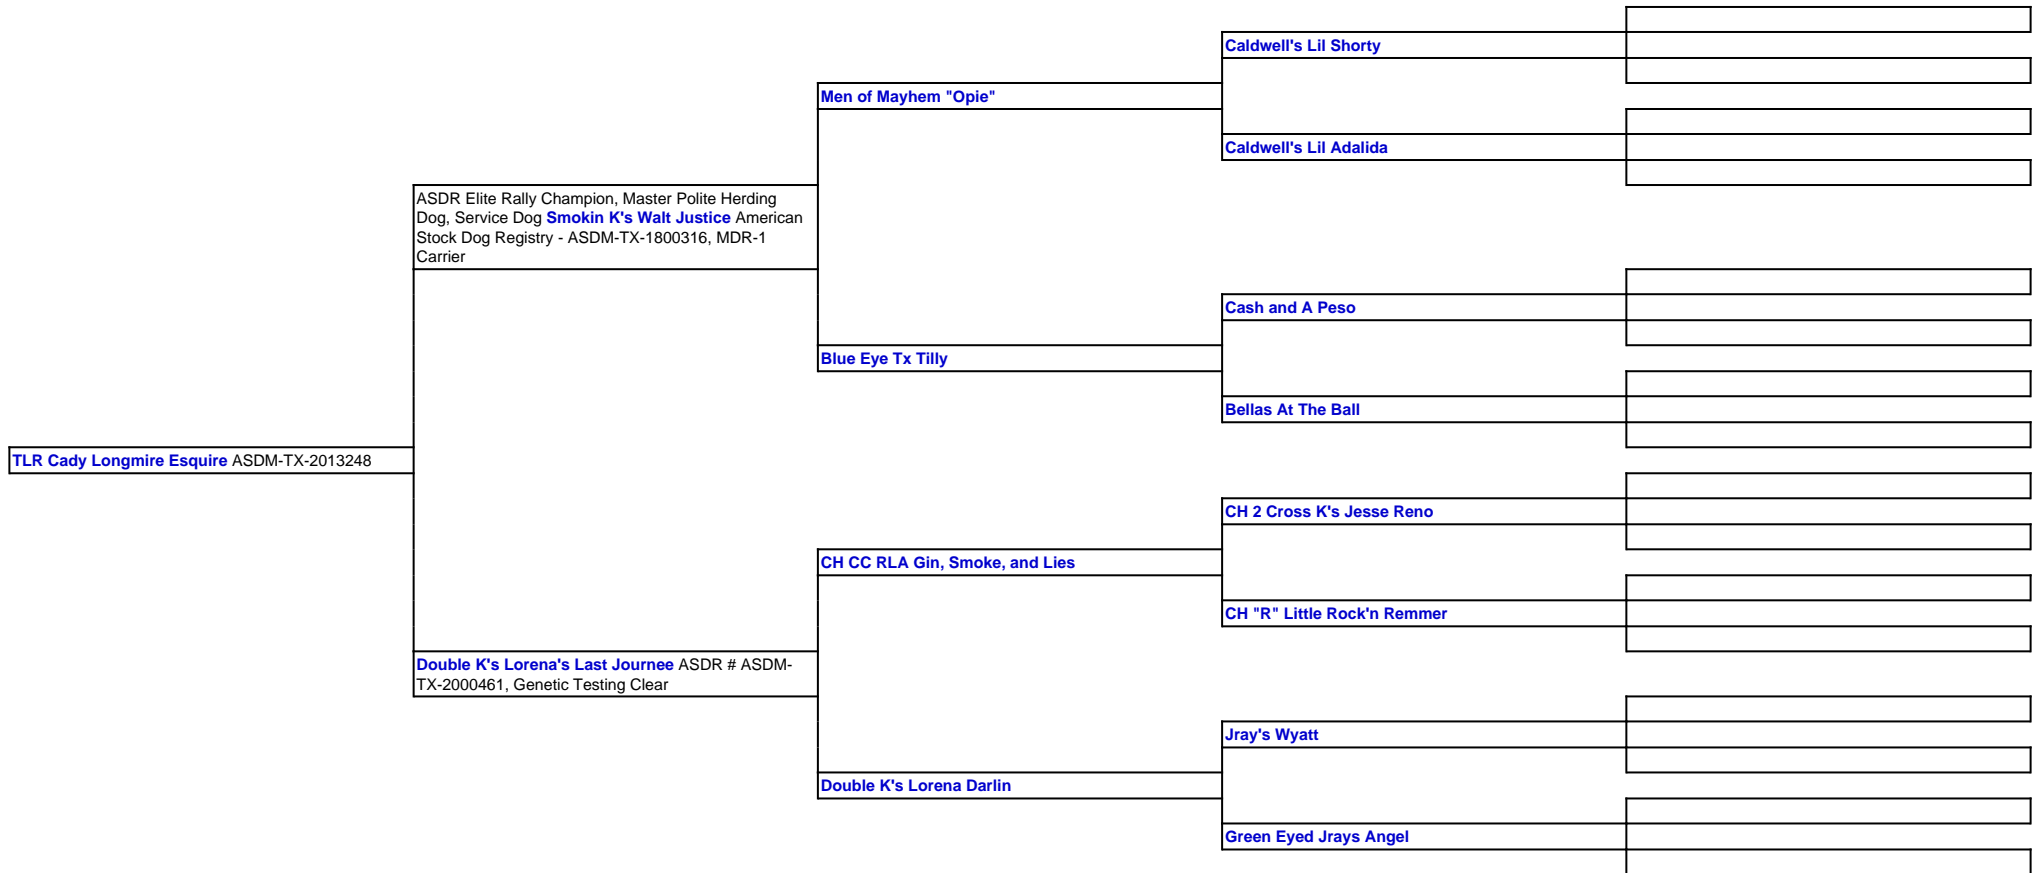 Caldwell's Lil Shorty
Men of Mayhem "Opie"
Caldwell's Lil Adalida
ASDR Elite Rally Champion, Master Polite Herding
Dog, Service Dog Smokin K's Walt Justice American
Stock Dog Registry - ASDM-TX-1800316, MDR-1
Carrier
Cash and A Peso
Blue Eye Tx Tilly
Bellas At The Ball
TLR Cady Longmire Esquire ASDM-TX-2013248
CH 2 Cross K's Jesse Reno
CH CC RLA Gin, Smoke, and Lies
CH "R" Little Rock'n Remmer
Double K's Lorena's Last Journee ASDR # ASDM-
TX-2000461, Genetic Testing Clear
Jray's Wyatt
Double K's Lorena Darlin
Green Eyed Jrays Angel